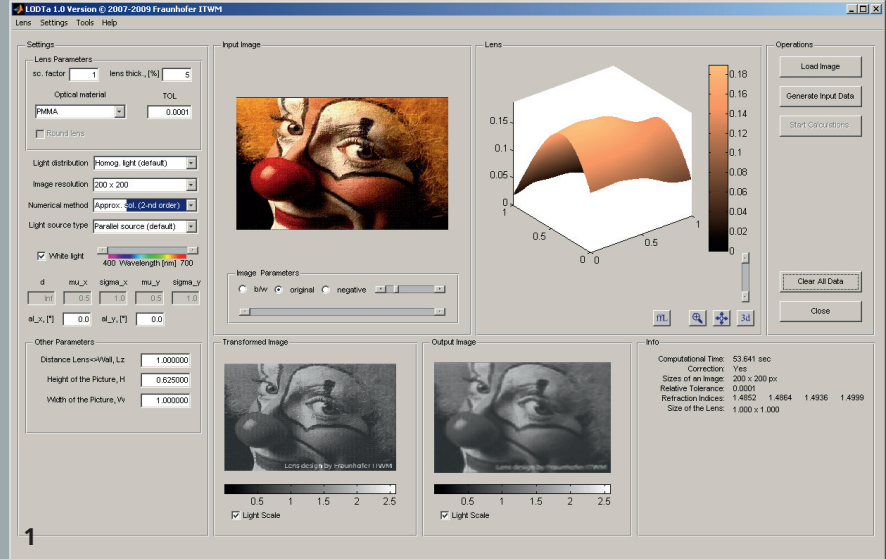 LODTa 1.0 Version © 2007-2009 Fraunhofer ITWM
Lens Settings Tools Help
Settings
Lens Parameters
sc. factor 1 lens thick., [%] 5
Optical material TOL
PMMA 0.0001
Round lens
Light distribution Homog. light (default)
Image resolution 200 x 200
Numerical method Approx. sol. (2-nd order)
Light source type Parallel source (default)
White light
400 Wavelength [nm] 700
d mu_x sigma_x mu_y sigma_y
Inf 0.5 1.0 0.5 1.0
al_x, [°] 0.0 al_y, [°] 0.0
Other Parameters
Distance Lens<>Wall, Lz 1.000000
Height of the Picture, H 0.625000
Width of the Picture, W 1.000000
1
Input Image
Image Parameters
b/w original negative
Lens
0.15
0.1
0.05
0
1
0.5
0
0
0.5
1
0.18
0.16
0.14
0.12
0.1
0.08
0.06
0.04
0.02
0
3d
Operations
Load Image
Generate Input Data
Start Calculations
Clear All Data
Close
Transformed Image
Lens design by Fraunhofer ITWM
0.5 1 1.5 2 2.5
Light Scale
Output Image
Lens design by Fraunhofer ITWM
0.5 1 1.5 2 2.5
Light Scale
Info
Computational Time: 53.641 sec
Correction: Yes
Sizes of an Image: 200 x 200 px
Relative Tolerance: 0.0001
Refraction Indices: 1.4852 1.4864 1.4936 1.4999
Size of the Lens: 1.000 x 1.000